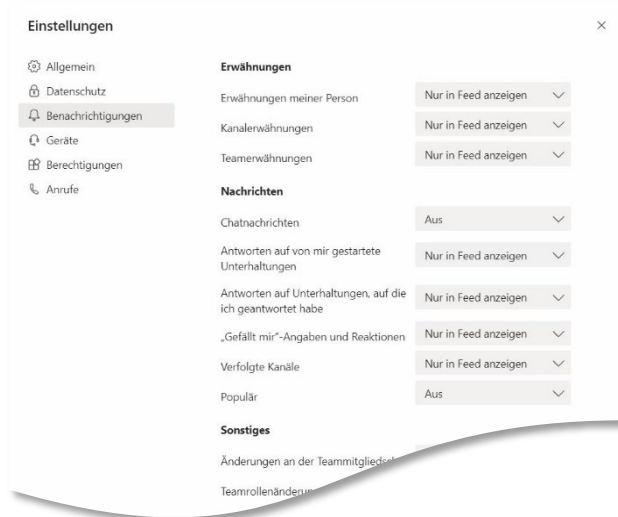 Einstellungen
Allgemein
Datenschutz
Benachrichtigungen
Geräte
Berechtigungen
Anrufe
Erwähnungen
Erwähnungen meiner Person Nur in Feed anzeigen
Kanalerwähnungen Nur in Feed anzeigen
Teamerwähnungen Nur in Feed anzeigen
Nachrichten
Chatnachrichten Aus
Antworten auf von mir gestartete
Unterhaltungen Nur in Feed anzeigen
Antworten auf Unterhaltungen, auf die
ich geantwortet habe Nur in Feed anzeigen
„Gefällt mir“-Angaben und Reaktionen Nur in Feed anzeigen
Verfolgte Kanäle Nur in Feed anzeigen
Populär Aus
Sonstiges
Änderungen an der